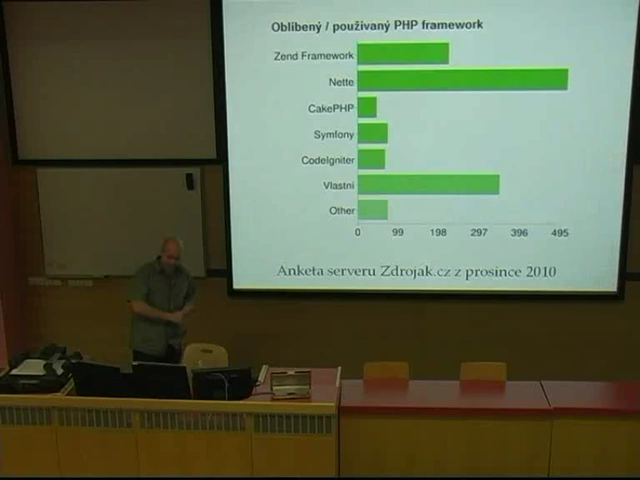 Oblíbený / použivaný PHP framework
Zend Framework
Nette
CakePHP
Symfony
CodeIgniter
Vlastní
Other
0 99 198 297 396 495
Anketa serveru Zdrojak.cz z prosince 2010